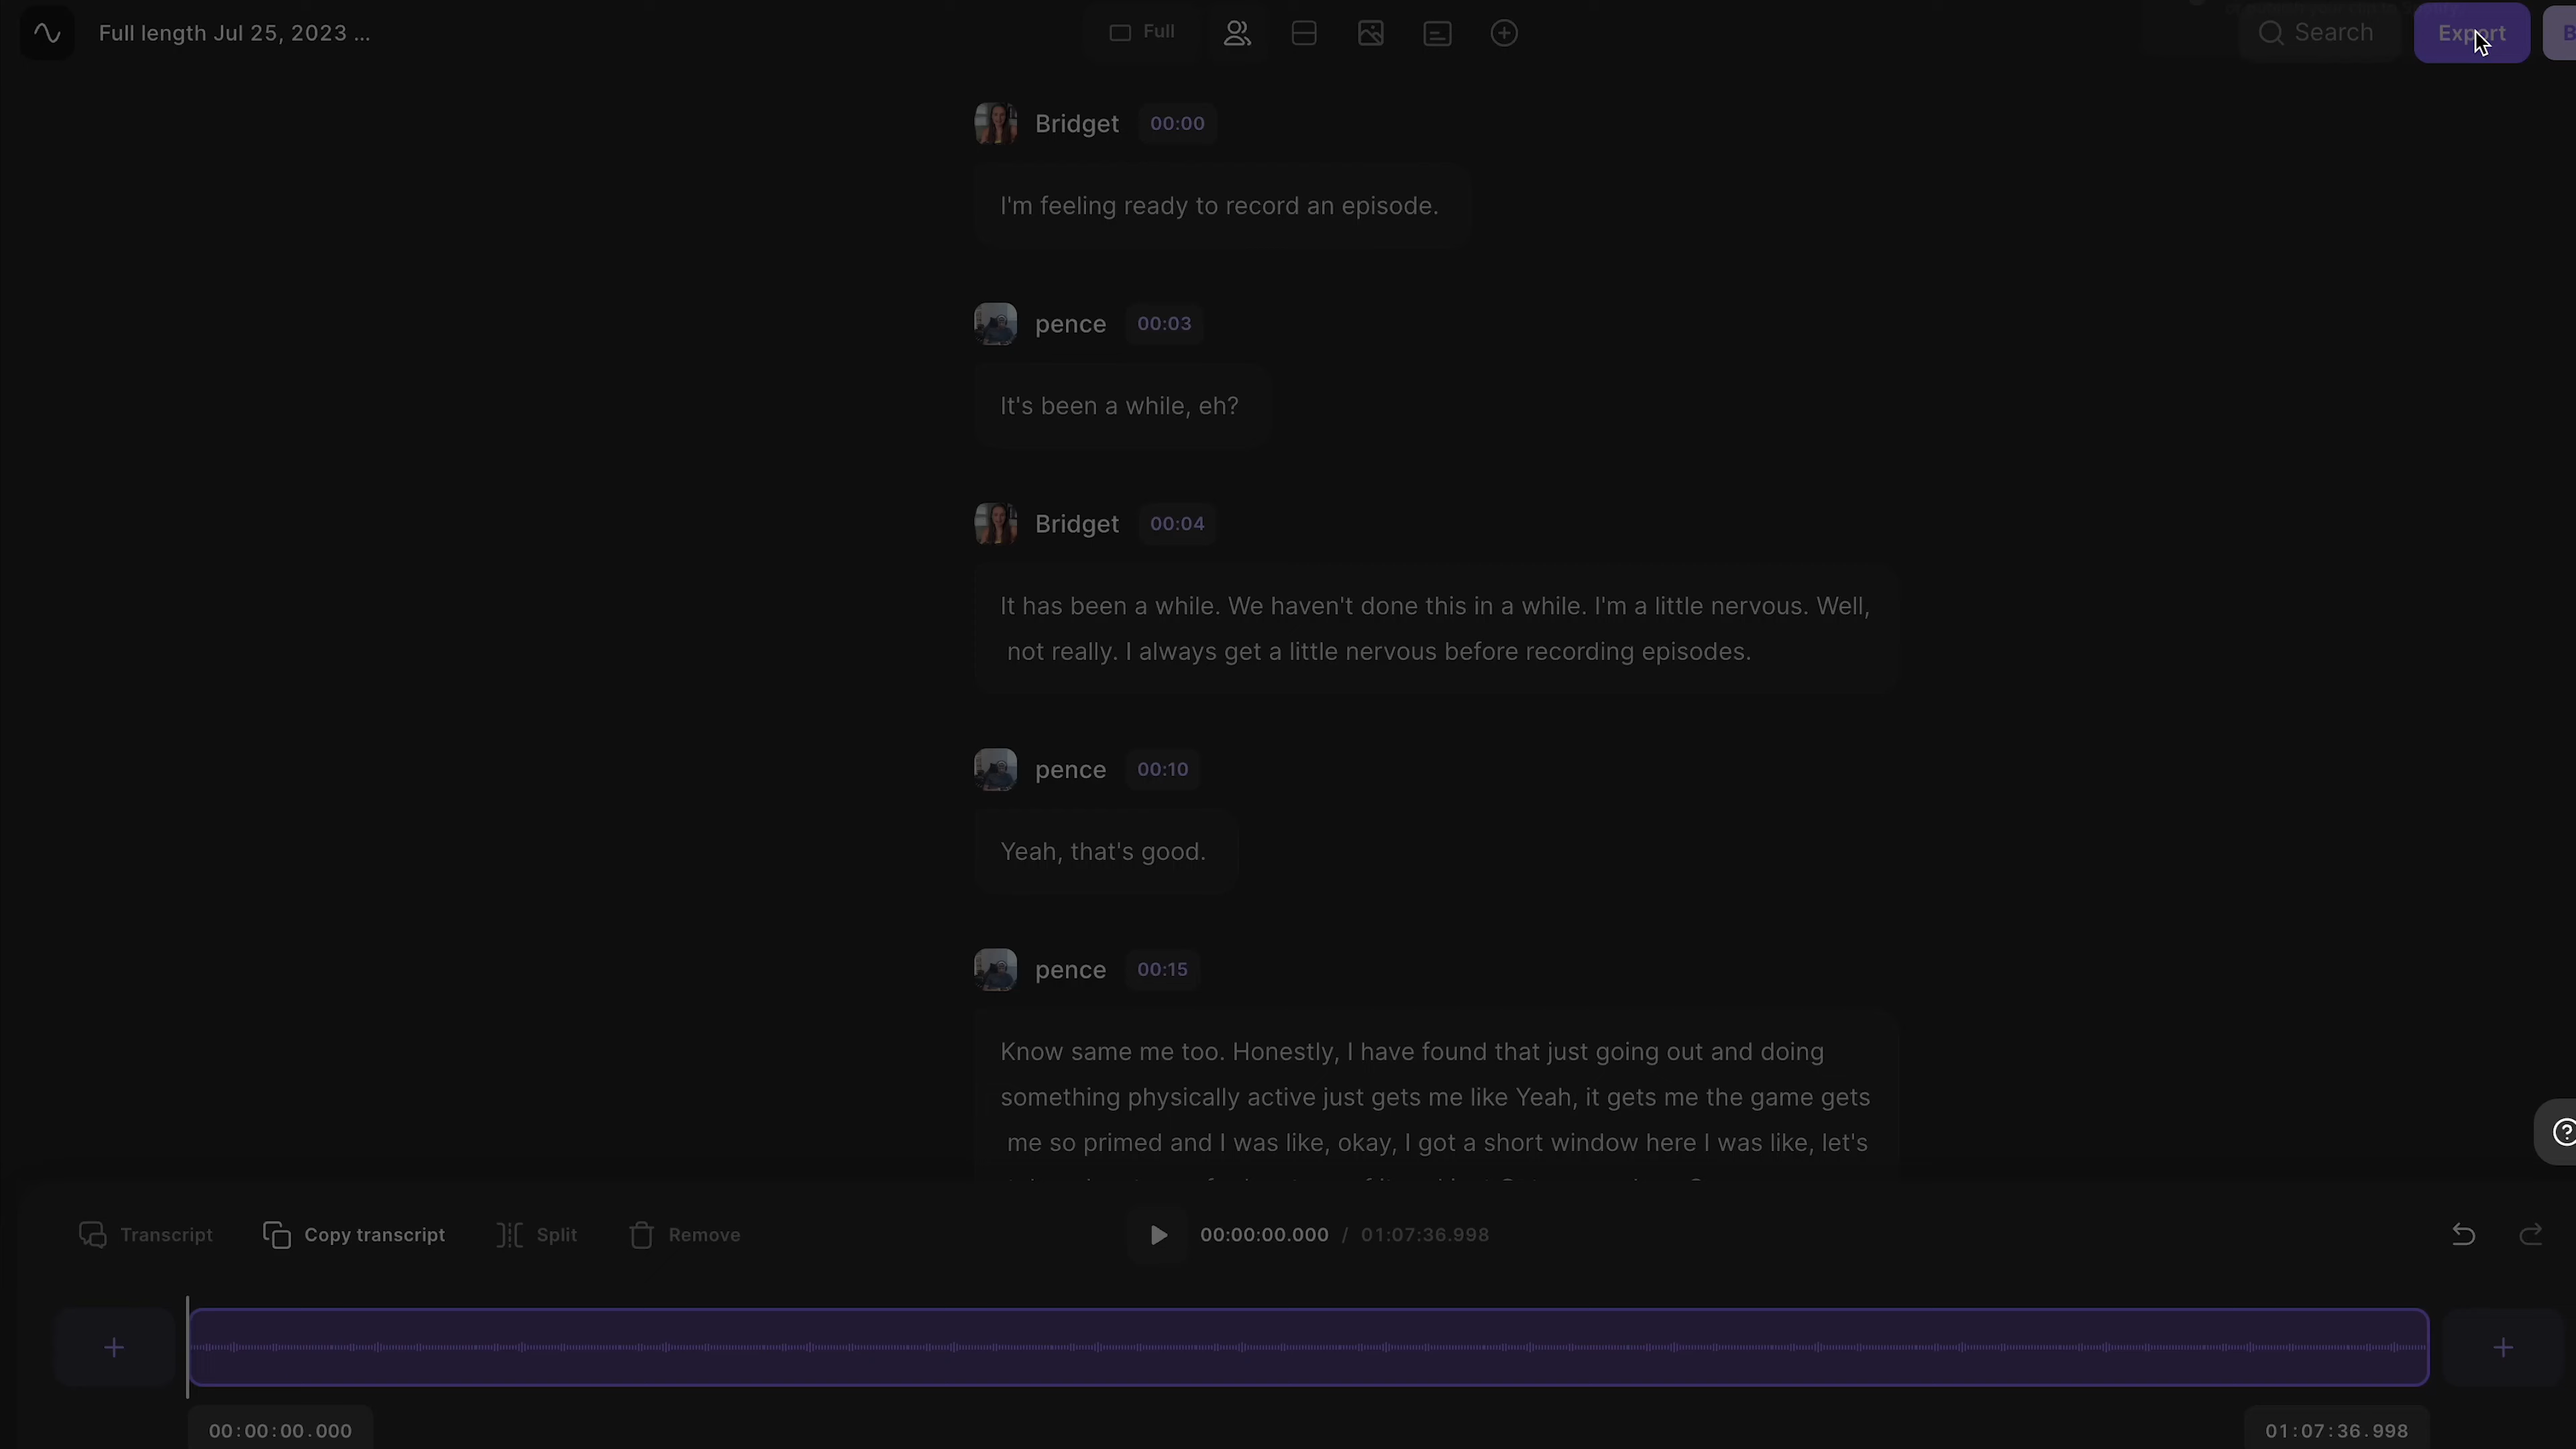 Full length Jul 25, 2023 ...
Full
Search
Export
B
Bridget 00:00
I'm feeling ready to record an episode.
pence 00:03
It's been a while, eh?
Bridget 00:04
It has been a while. We haven't done this in a while. I'm a little nervous. Well,
not really. I always get a little nervous before recording episodes.
pence 00:10
Yeah, that's good.
pence 00:15
Know same me too. Honestly, I have found that just going out and doing
something physically active just gets me like Yeah, it gets me the game gets
me so primed and I was like, okay, I got a short window here I was like, let's
Transcript Copy transcript Split Remove 00:00:00.000 / 01:07:36.998
00:00:00.000 01:07:36.998